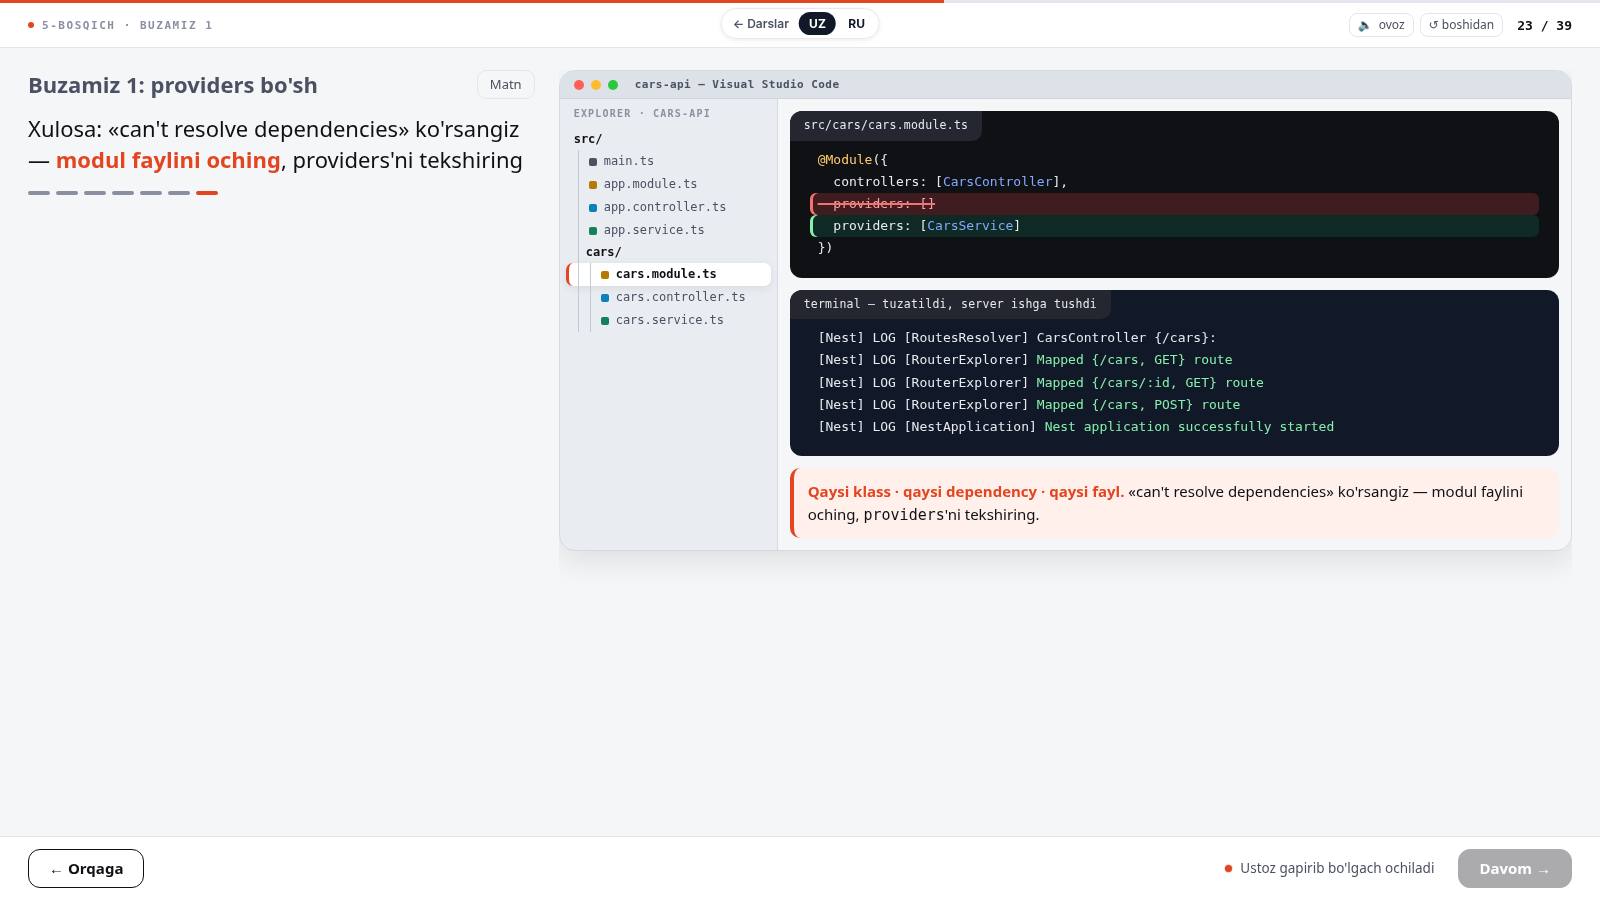 5-BOSQICH · BUZAMIZ 1
← Darslar UZ RU
🔈 ovoz ↺ boshidan 23 / 39
Buzamiz 1: providers bo'sh
Matn
Xulosa: «can't resolve dependencies» ko'rsangiz
— modul faylini oching, providers'ni tekshiring
cars-api — Visual Studio Code
EXPLORER · CARS-API
src/
main.ts
app.module.ts
app.controller.ts
app.service.ts
cars/
cars.module.ts
cars.controller.ts
cars.service.ts
src/cars/cars.module.ts
@Module({
controllers: [CarsController],
providers: []
providers: [CarsService]
})
terminal — tuzatildi, server ishga tushdi
[Nest] LOG [RoutesResolver] CarsController {/cars}:
[Nest] LOG [RouterExplorer] Mapped {/cars, GET} route
[Nest] LOG [RouterExplorer] Mapped {/cars/:id, GET} route
[Nest] LOG [RouterExplorer] Mapped {/cars, POST} route
[Nest] LOG [NestApplication] Nest application successfully started
Qaysi klass · qaysi dependency · qaysi fayl. «can't resolve dependencies» ko'rsangiz — modul faylini
oching, providers'ni tekshiring.
← Orqaga
Ustoz gapirib bo'lgach ochiladi
Davom →